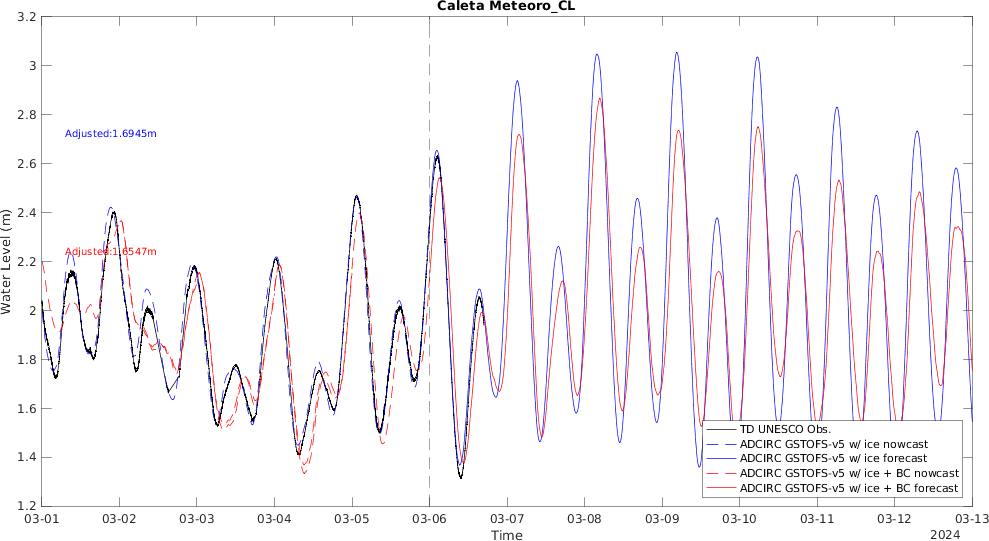 Caleta Meteoro_CL
3.2
3
2.8
2.6
2.4
2.2
2
1.8
1.6
1.4
1.2
Water Level (m)
Adjusted:1.6945m
Adjusted:1.6547m
TD UNESCO Obs.
ADCIRC GSTOFS-v5 w/ ice nowcast
ADCIRC GSTOFS-v5 w/ ice forecast
ADCIRC GSTOFS-v5 w/ ice + BC nowcast
ADCIRC GSTOFS-v5 w/ ice + BC forecast
03-01 03-02 03-03 03-04 03-05 03-06 03-07 03-08 03-09 03-10 03-11 03-12 03-13
Time
2024